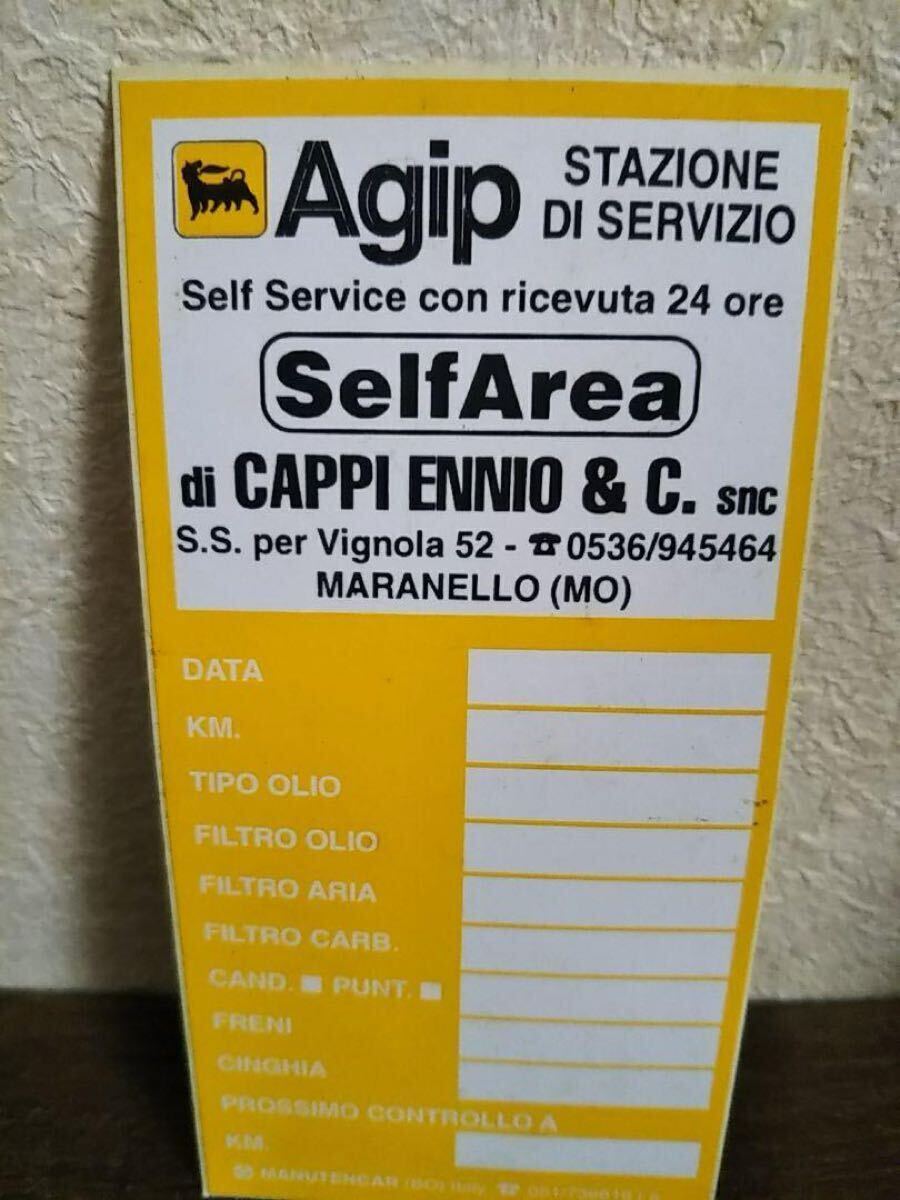 Agip STAZIONE DI SERVIZIO
Self Service con ricevuta 24 ore
SelfArea
di CAPPI ENNIO & C. snc
S.S. per Vignola 52 - ☎ 0536/945464
MARANELLO (MO)
DATA
KM.
TIPO OLIO
FILTRO OLIO
FILTRO ARIA
FILTRO CARB.
CAND. ■ PUNT. ■
FRENI
CINGHIA
PROSSIMO CONTROLLO A
KM.
MANUTENCAR (BO) Italy ☎